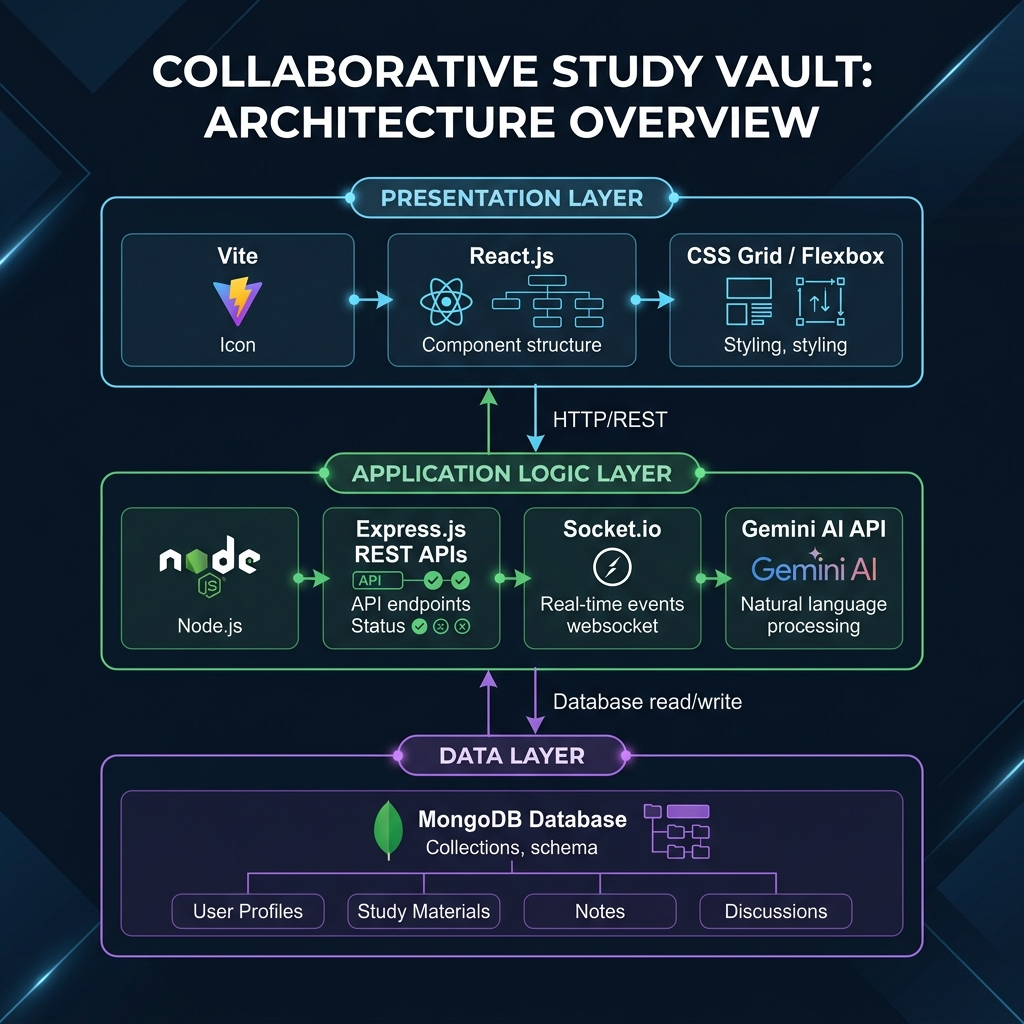 COLLABORATIVE STUDY VAULT:
ARCHITECTURE OVERVIEW
PRESENTATION LAYER
Vite
Icon
React.js
Component structure
CSS Grid / Flexbox
Styling, styling
HTTP/REST
APPLICATION LOGIC LAYER
node
JS
Node.js
Express.js
REST APIs
API
API endpoints
Status
Socket.io
Real-time events
websocket
Gemini AI API
Gemini AI
Natural language
processing
Database read/write
DATA LAYER
MongoDB Database
Collections, schema
User Profiles
Study Materials
Notes
Discussions